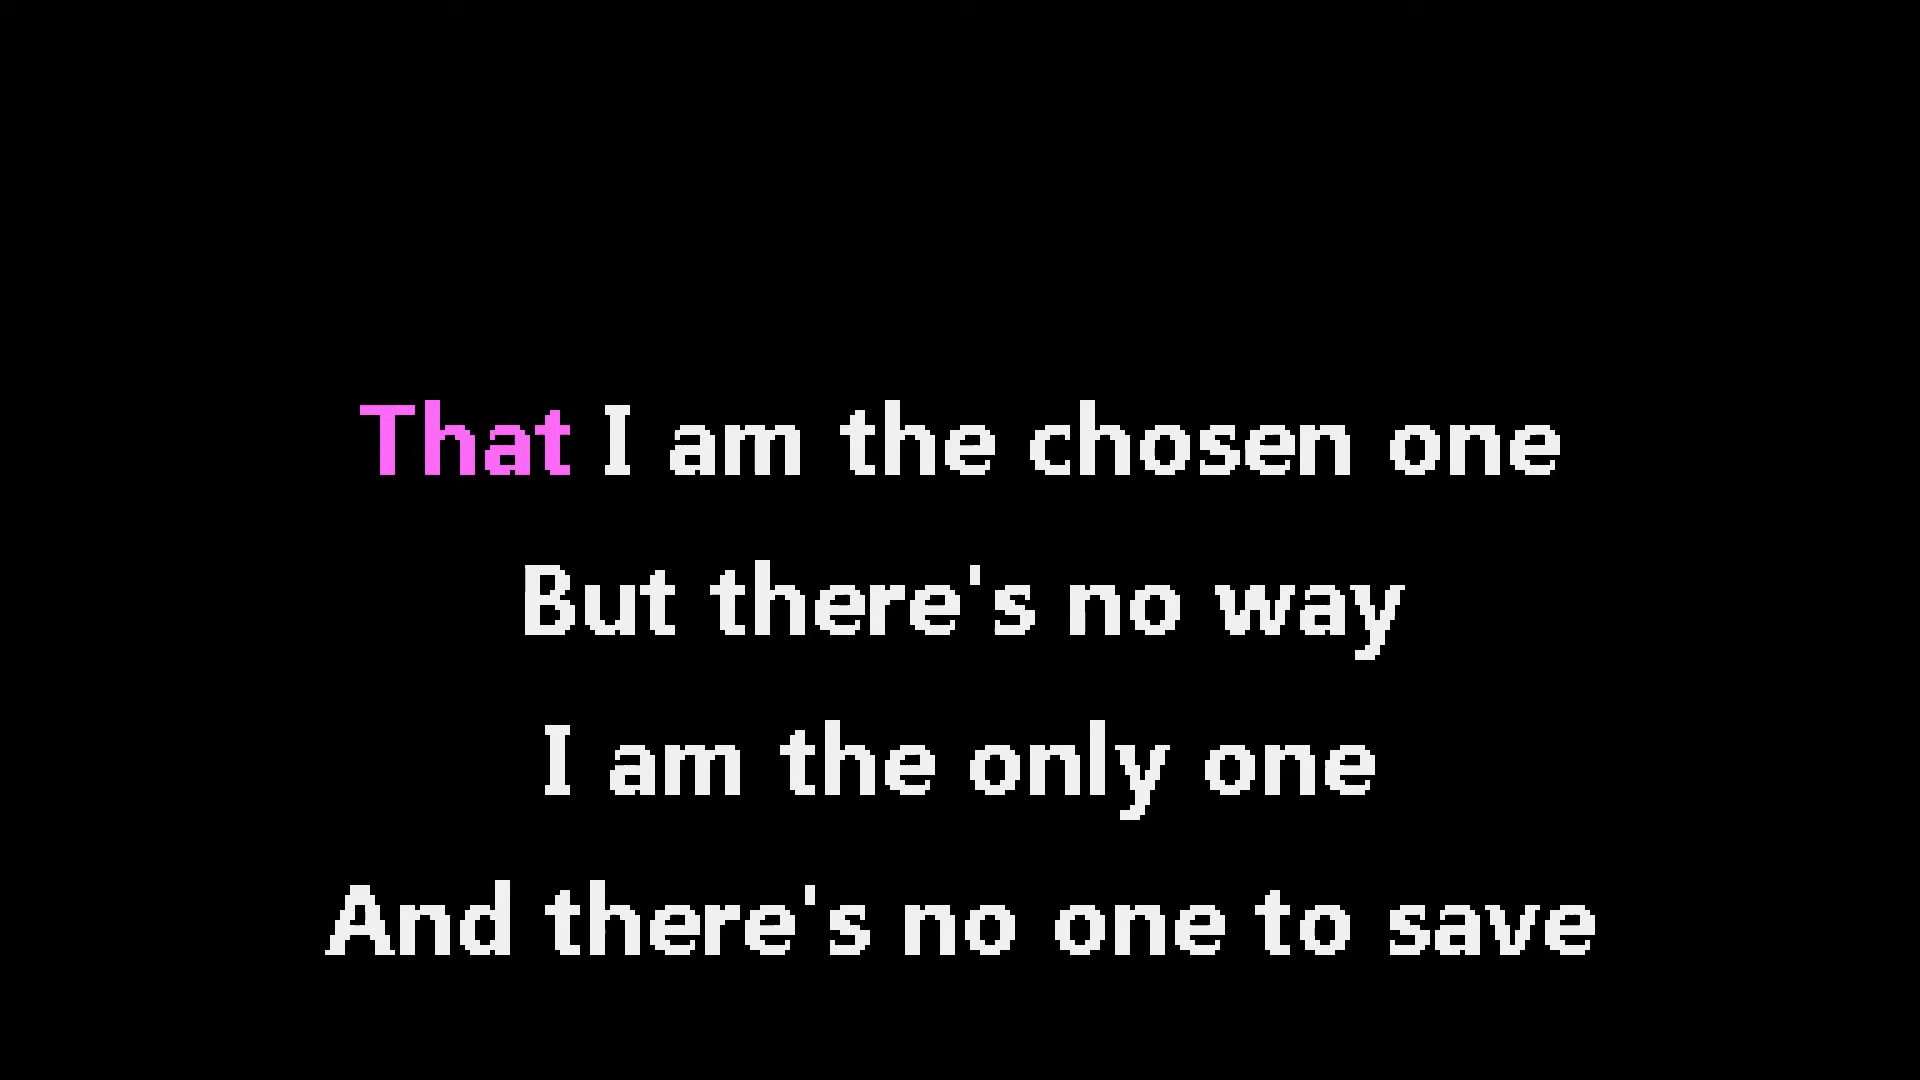 That I am the chosen one
But there's no way
I am the only one
And there's no one to save